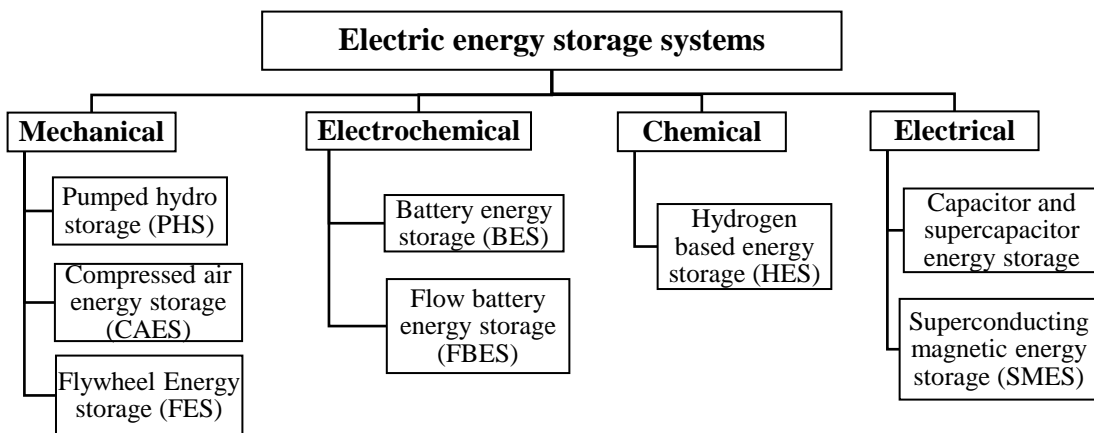 Electric energy storage systems
Mechanical
Electrochemical
Chemical
Electrical
Pumped hydro
storage (PHS)
Compressed air
energy storage
(CAES)
Flywheel Energy
storage (FES)
Battery energy
storage (BES)
Flow battery
energy storage
(FBES)
Hydrogen
based energy
storage (HES)
Capacitor and
supercapacitor
energy storage
Superconducting
magnetic energy
storage (SMES)